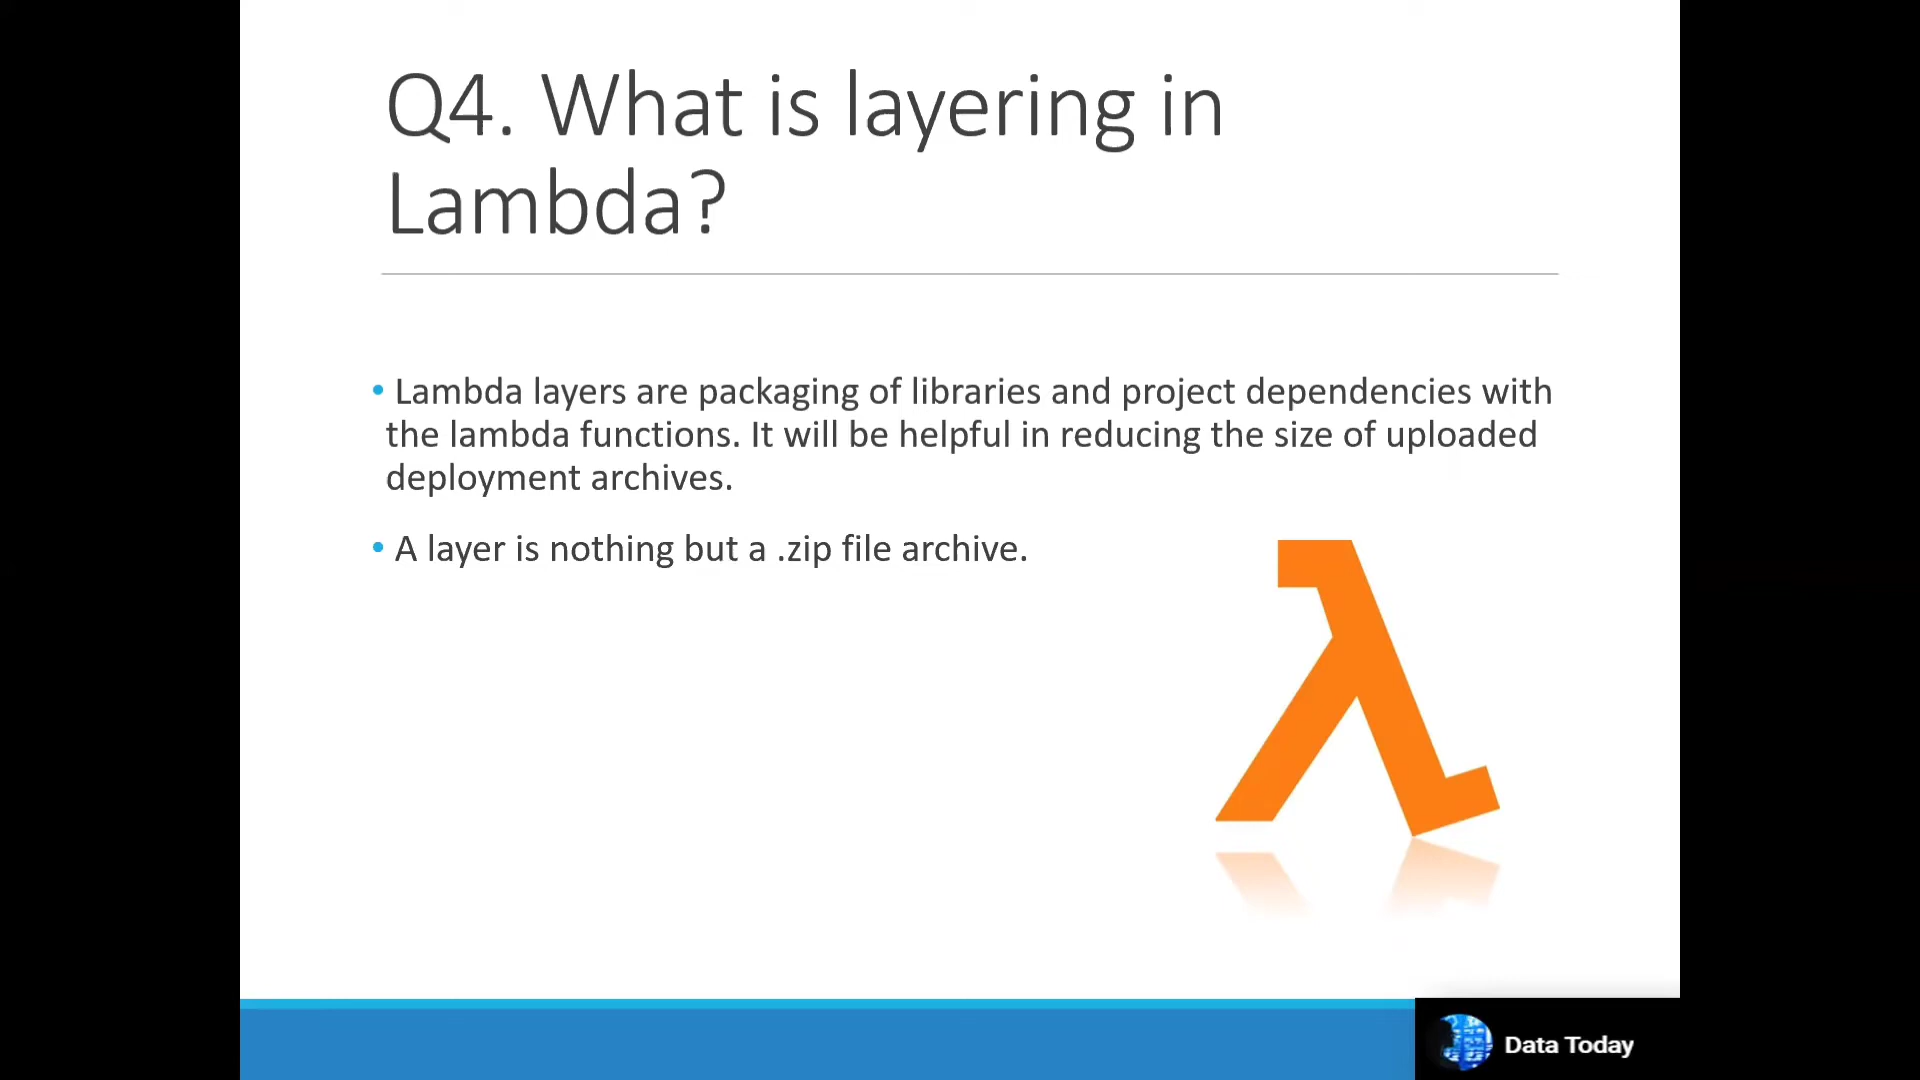 Q4. What is layering in
Lambda?
• Lambda layers are packaging of libraries and project dependencies with
the lambda functions. It will be helpful in reducing the size of uploaded
deployment archives.
• A layer is nothing but a .zip file archive.
Data Today